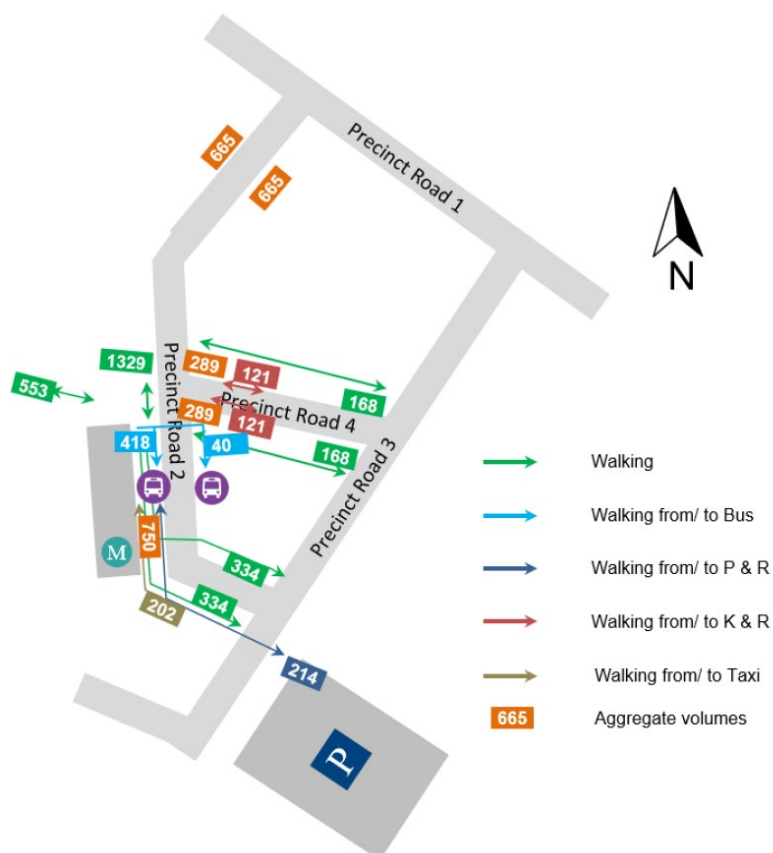 665
665
Precinct Road 1
N
1329
289
121
553
168
Precinct Road 4
289
121
Precinct Road 2
418
40
168
Precinct Road 3
750
M
334
334
202
214
P
Walking
Walking from/ to Bus
Walking from/ to P & R
Walking from/ to K & R
Walking from/ to Taxi
665
Aggregate volumes